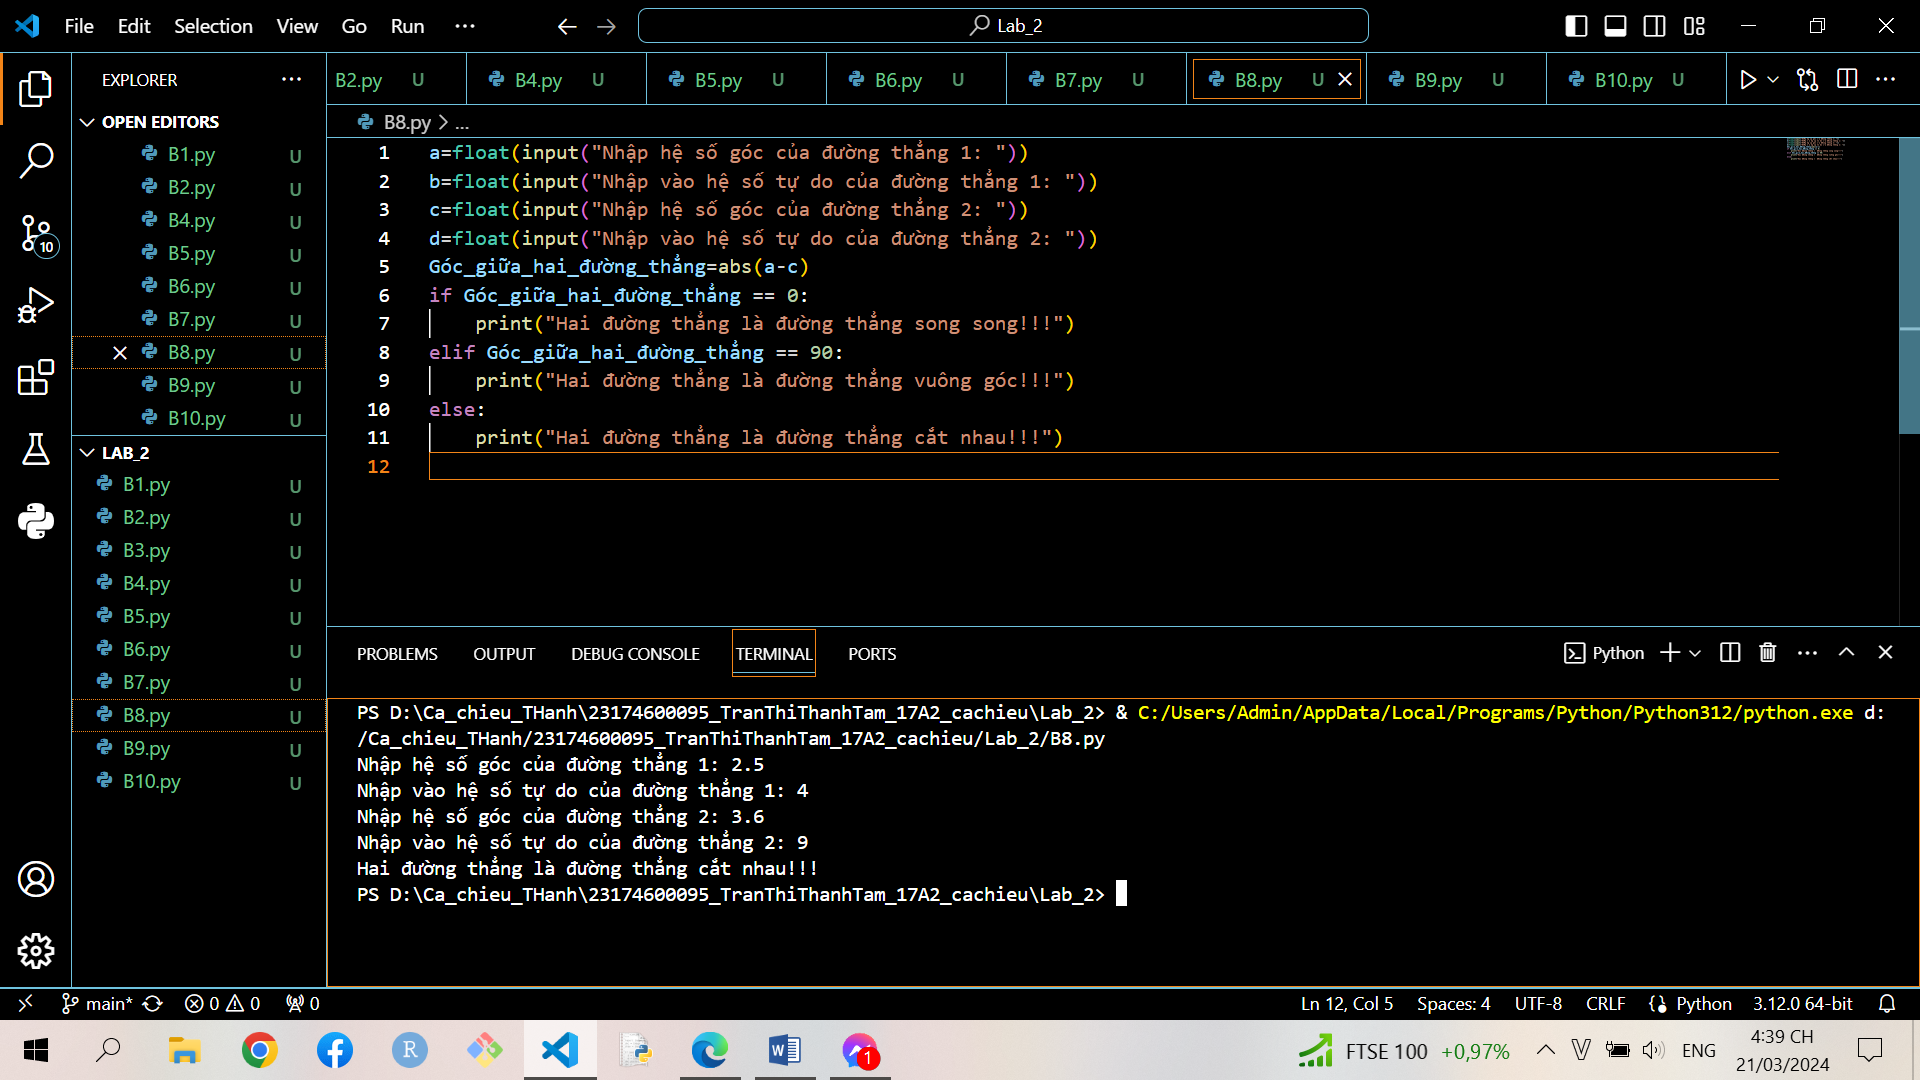 File Edit Selection View Go Run ···
Lab_2
EXPLORER
OPEN EDITORS
B1.py U
B2.py U
B4.py U
B5.py U
B6.py U
B7.py U
B8.py U
B9.py U
B10.py U
LAB_2
B1.py U
B2.py U
B3.py U
B4.py U
B5.py U
B6.py U
B7.py U
B8.py U
B9.py U
B10.py U
10
B2.py U B4.py U B5.py U B6.py U B7.py U B8.py U B9.py U B10.py U
B8.py > ...
1 a=float(input("Nhập hệ số góc của đường thẳng 1: "))
2 b=float(input("Nhập vào hệ số tự do của đường thẳng 1: "))
3 c=float(input("Nhập hệ số góc của đường thẳng 2: "))
4 d=float(input("Nhập vào hệ số tự do của đường thẳng 2: "))
5 Góc_giữa_hai_đường_thẳng=abs(a-c)
6 if Góc_giữa_hai_đường_thẳng == 0:
7 print("Hai đường thẳng là đường thẳng song song!!!")
8 elif Góc_giữa_hai_đường_thẳng == 90:
9 print("Hai đường thẳng là đường thẳng vuông góc!!!")
10 else:
11 print("Hai đường thẳng là đường thẳng cắt nhau!!!")
12
PROBLEMS OUTPUT DEBUG CONSOLE TERMINAL PORTS
Python
PS D:\Ca_chieu_THanh\23174600095_TranThiThanhTam_17A2_cachieu\Lab_2> & C:/Users/Admin/AppData/Local/Programs/Python/Python312/python.exe d:
/Ca_chieu_THanh/23174600095_TranThiThanhTam_17A2_cachieu/Lab_2/B8.py
Nhập hệ số góc của đường thẳng 1: 2.5
Nhập vào hệ số tự do của đường thẳng 1: 4
Nhập hệ số góc của đường thẳng 2: 3.6
Nhập vào hệ số tự do của đường thẳng 2: 9
Hai đường thẳng là đường thẳng cắt nhau!!!
PS D:\Ca_chieu_THanh\23174600095_TranThiThanhTam_17A2_cachieu\Lab_2>
main* 0 0 0
Ln 12, Col 5 Spaces: 4 UTF-8 CRLF Python 3.12.0 64-bit
R
1
FTSE 100 +0,97%
ENG
4:39 CH
21/03/2024